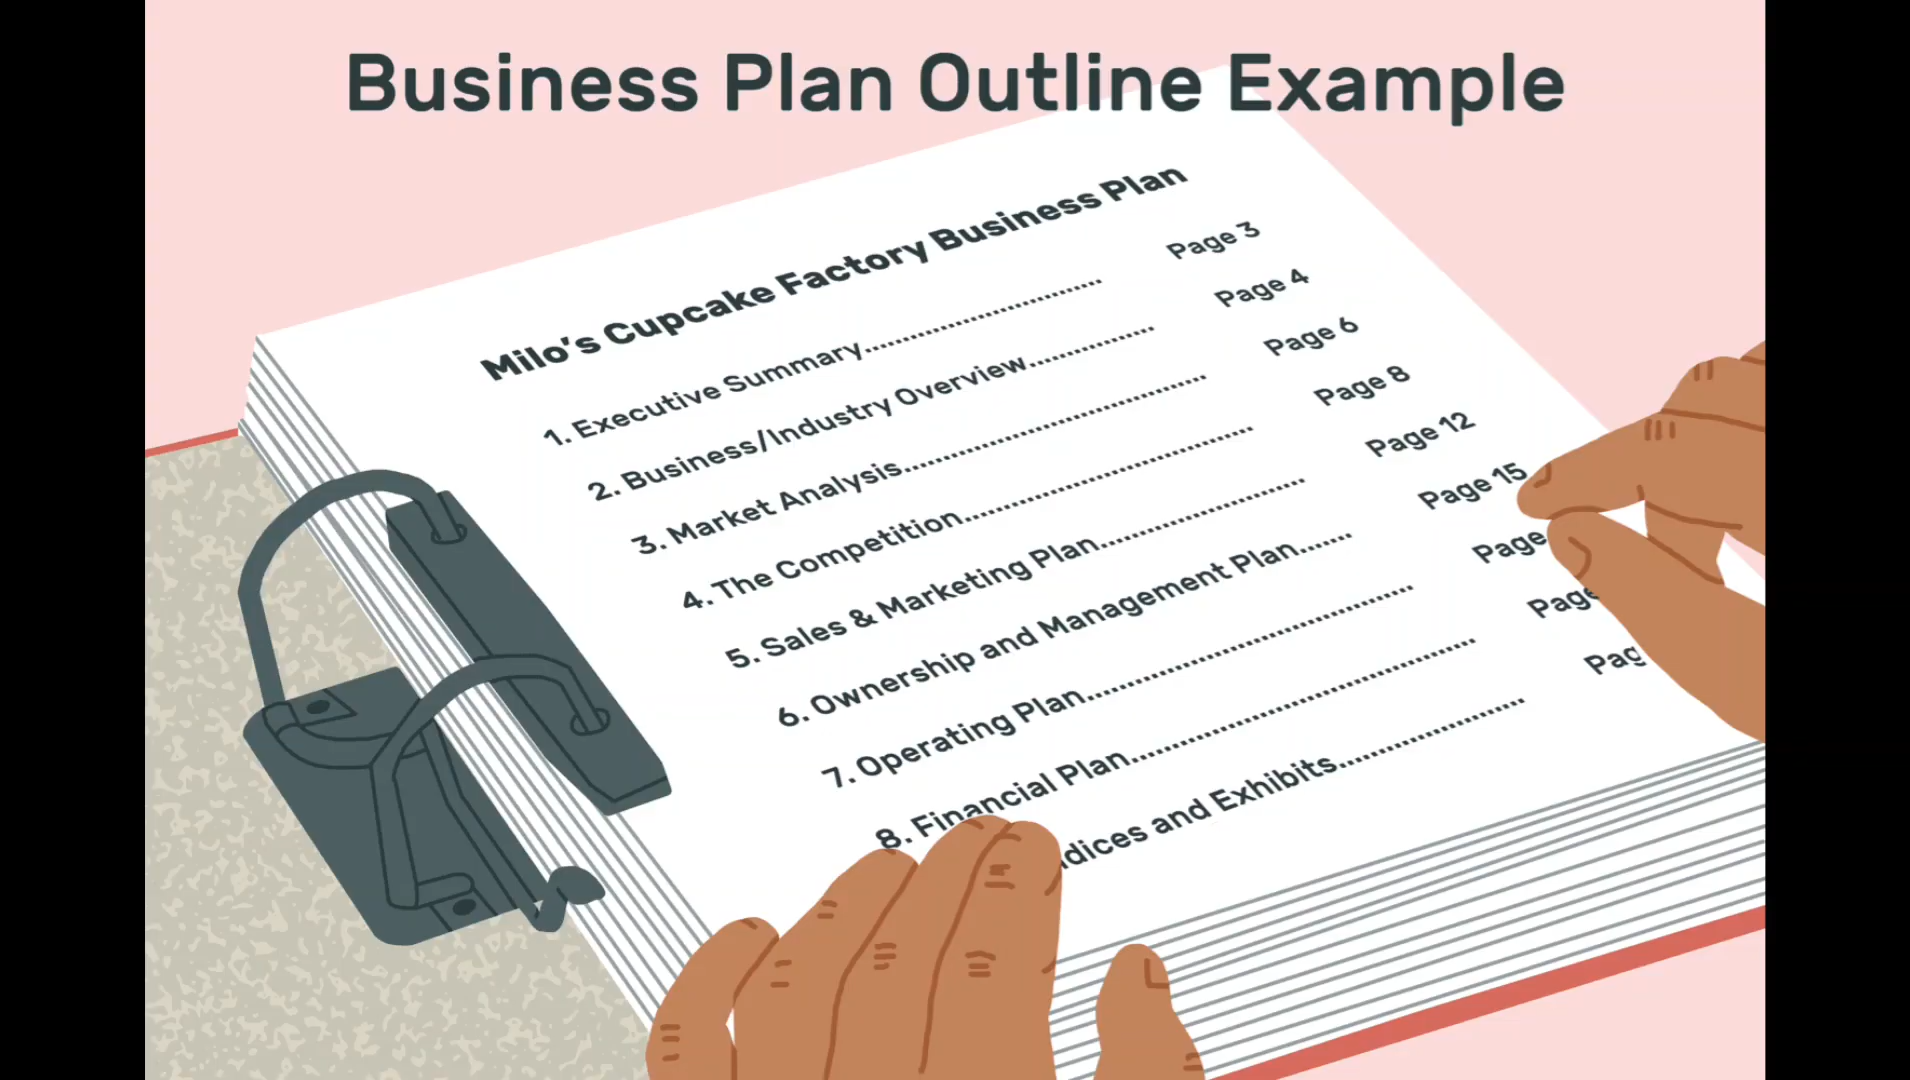 Business Plan Outline Example
Milo's Cupcake Factory Business Plan
1. Executive Summary.......................... Page 3
2. Business/Industry Overview.............. Page 4
3. Market Analysis.................................. Page 6
4. The Competition................................ Page 8
5. Sales & Marketing Plan...................... Page 12
6. Ownership and Management Plan...... Page 15
7. Operating Plan.................................... Page
8. Financial Plan..................................... Page
and Exhibits....................